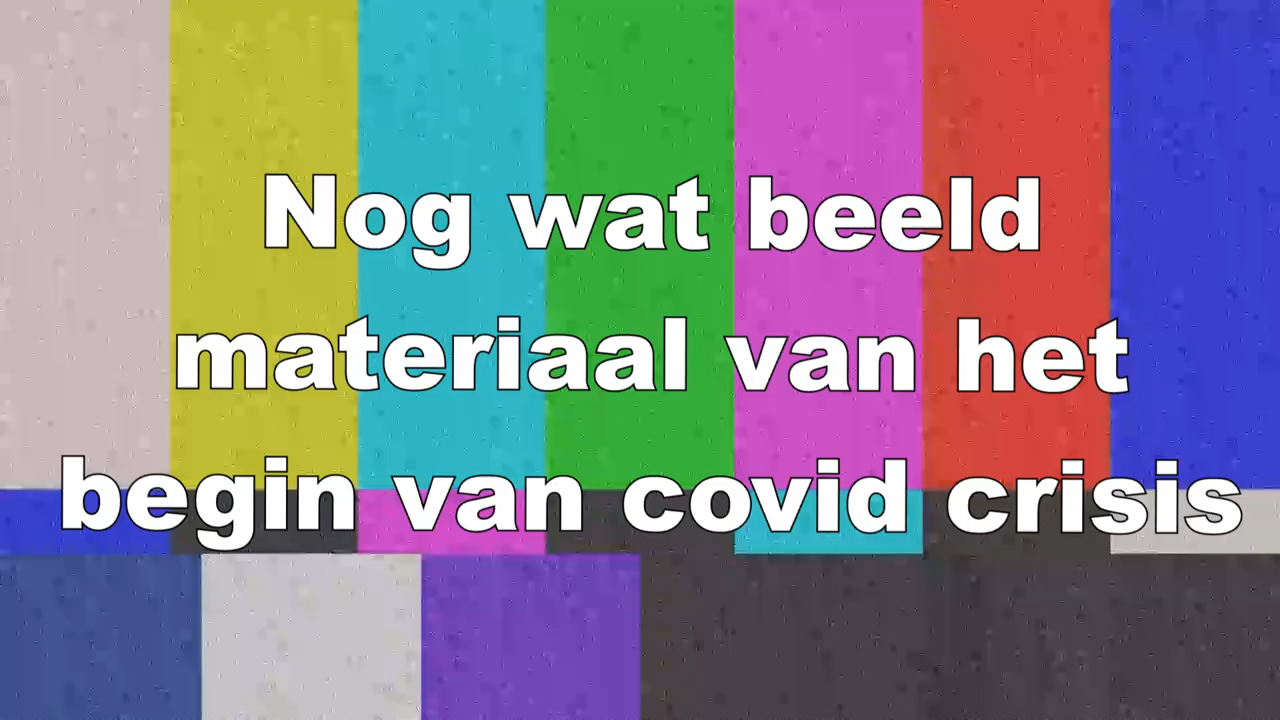 Nog wat beeld
materiaal van het
begin van covid crisis